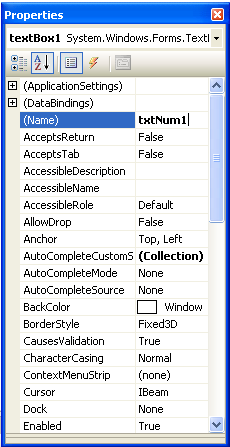 Properties
textBox1 System.Windows.Forms.TextI
(ApplicationSettings)
(DataBindings)
(Name) txtNum1
AcceptsReturn False
AcceptsTab False
AccessibleDescription
AccessibleName
AccessibleRole Default
AllowDrop False
Anchor Top, Left
AutoCompleteCustomS (Collection)
AutoCompleteMode None
AutoCompleteSource None
BackColor Window
BorderStyle Fixed3D
CausesValidation True
CharacterCasing Normal
ContextMenuStrip (none)
Cursor IBeam
Dock None
Enabled True